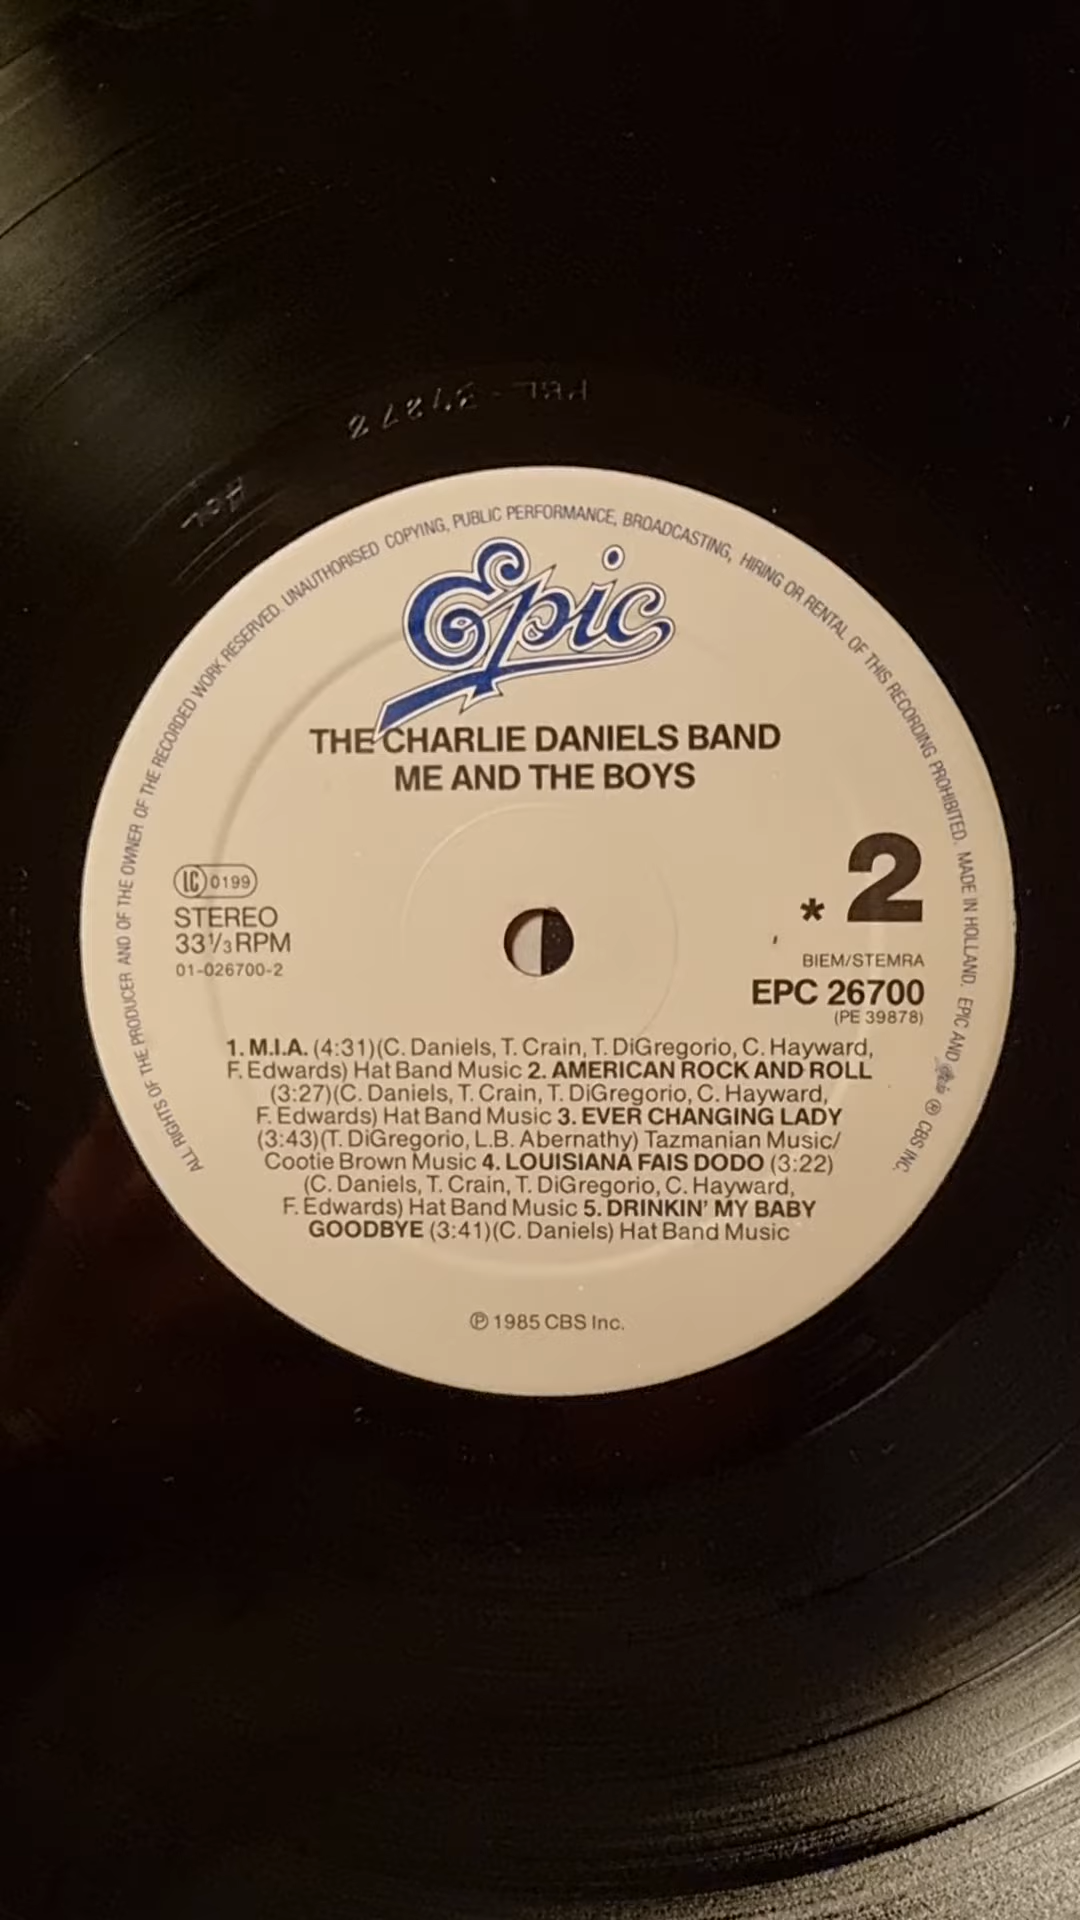 ALL RIGHTS OF THE PRODUCER AND OF THE OWNER OF THE RECORDED WORK RESERVED. UNAUTHORISED COPYING, PUBLIC PERFORMANCE, BROADCASTING, HIRING OR RENTAL OF THIS RECORDING PROHIBITED. MADE IN HOLLAND. EPIC AND Epic ® CBS INC.
Epic
THE CHARLIE DANIELS BAND
ME AND THE BOYS
LC 0199
STEREO
33 1/3 RPM
01-026700-2
* 2
BIEM/STEMRA
EPC 26700
(PE 39878)
1. M.I.A. (4:31)(C. Daniels, T. Crain, T. DiGregorio, C. Hayward,
F. Edwards) Hat Band Music 2. AMERICAN ROCK AND ROLL
(3:27)(C. Daniels, T. Crain, T. DiGregorio, C. Hayward,
F. Edwards) Hat Band Music 3. EVER CHANGING LADY
(3:43)(T. DiGregorio, L.B. Abernathy) Tazmanian Music/
Cootie Brown Music 4. LOUISIANA FAIS DODO (3:22)
(C. Daniels, T. Crain, T. DiGregorio, C. Hayward,
F. Edwards) Hat Band Music 5. DRINKIN' MY BABY
GOODBYE (3:41)(C. Daniels) Hat Band Music
℗ 1985 CBS Inc.